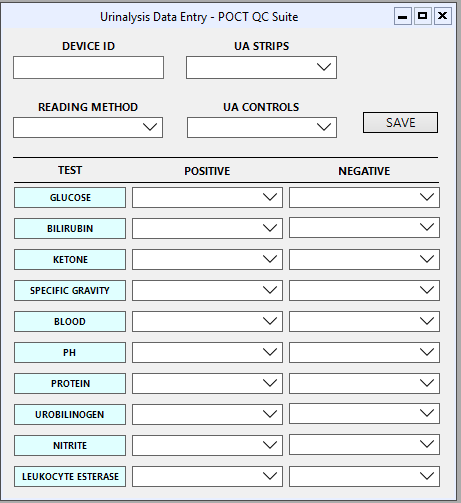 Urinalysis Data Entry - POCT QC Suite
DEVICE ID UA STRIPS
READING METHOD UA CONTROLS
SAVE
TEST POSITIVE NEGATIVE
GLUCOSE
BILIRUBIN
KETONE
SPECIFIC GRAVITY
BLOOD
PH
PROTEIN
UROBILINOGEN
NITRITE
LEUKOCYTE ESTERASE